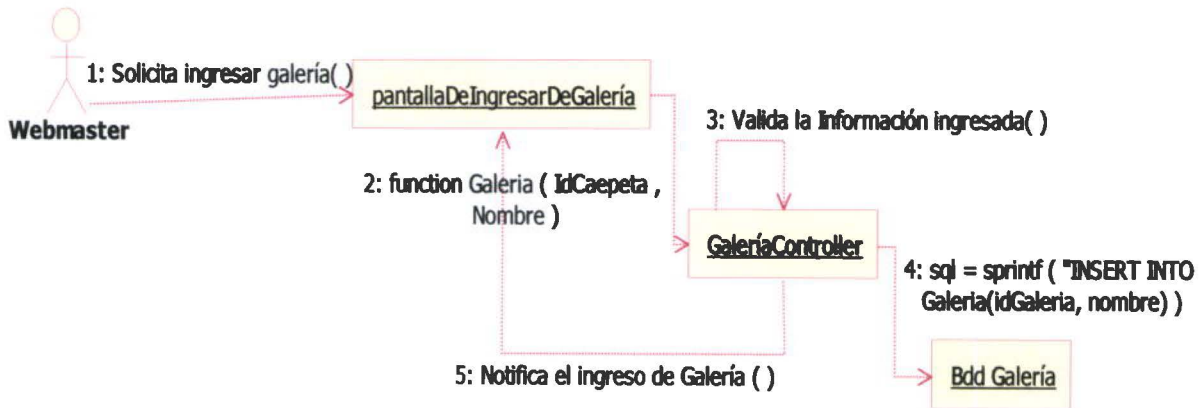 1: Solicita ingresar galería( )
pantallaDeIngresarDeGalería
Webmaster
3: Valida la Información ingresada( )
2: function Galeria ( IdCaepeta ,
Nombre )
GaleríaController
4: sql = sprintf ( "INSERT INTO
Galeria(idGaleria, nombre) )
5: Notifica el ingreso de Galería ( )
Bdd Galería